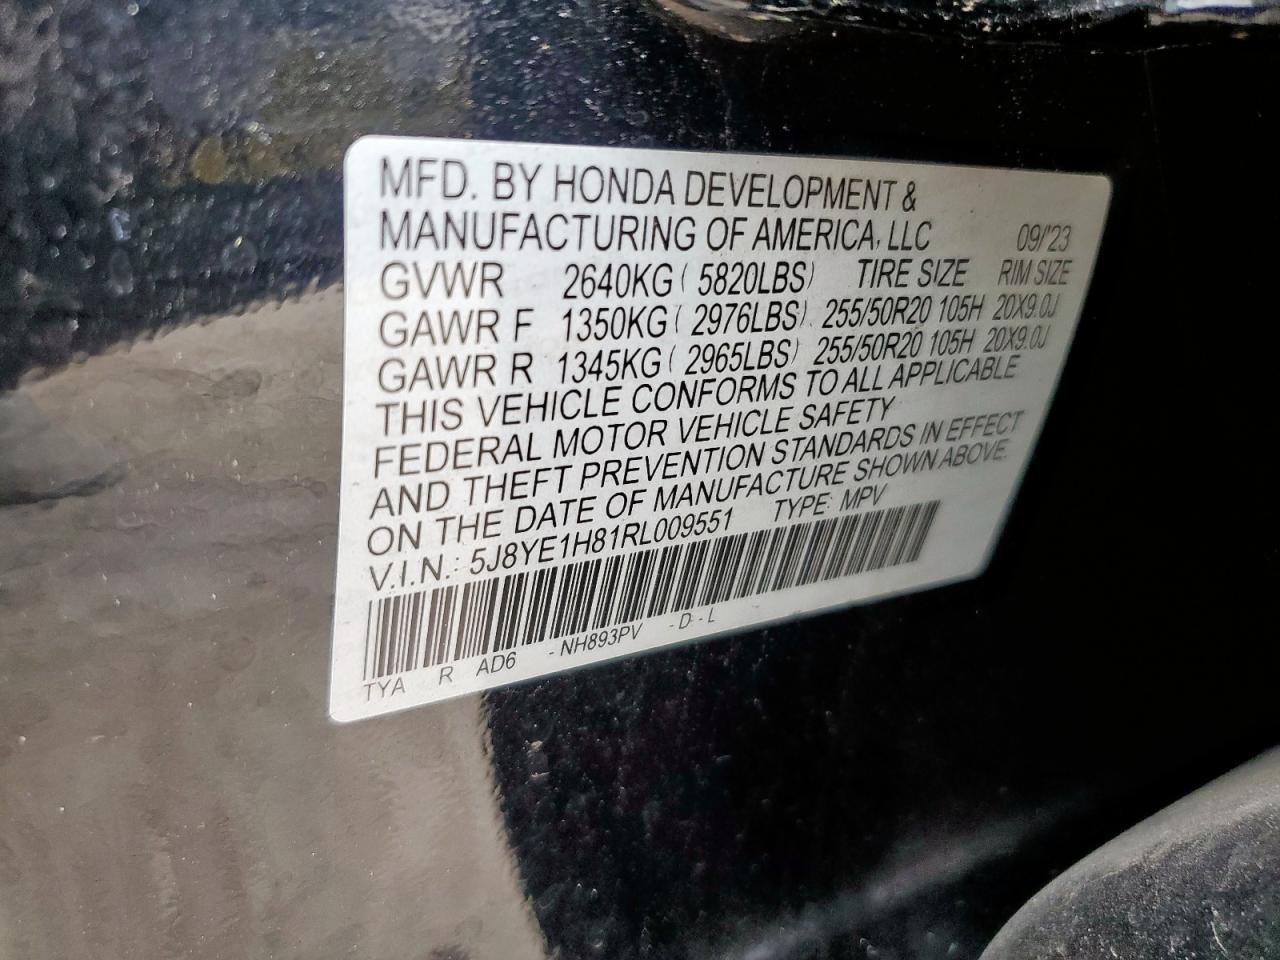 MFD. BY HONDA DEVELOPMENT &
MANUFACTURING OF AMERICA, LLC 09/'23
GVWR 2640KG ( 5820LBS) TIRE SIZE RIM SIZE
GAWR F 1350KG ( 2976LBS) 255/50R20 105H 20X9.0J
GAWR R 1345KG ( 2965LBS) 255/50R20 105H 20X9.0J
THIS VEHICLE CONFORMS TO ALL APPLICABLE
FEDERAL MOTOR VEHICLE SAFETY
AND THEFT PREVENTION STANDARDS IN EFFECT
ON THE DATE OF MANUFACTURE SHOWN ABOVE.
V.I.N.: 5J8YE1H81RL009551 TYPE: MPV
TYA R AD6 - NH893PV - D - L